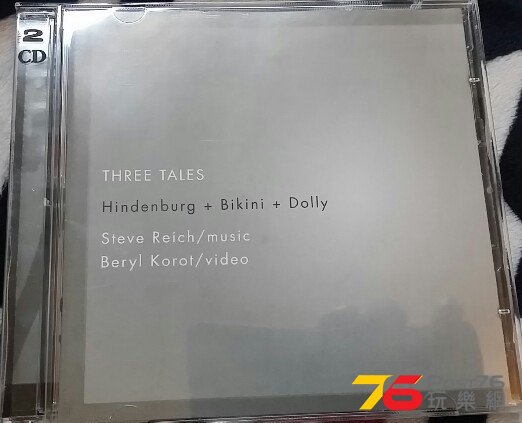 2
CD
THREE TALES
Hindenburg + Bikini + Dolly
Steve Reich/music
Beryl Korot/video
76
玩樂網